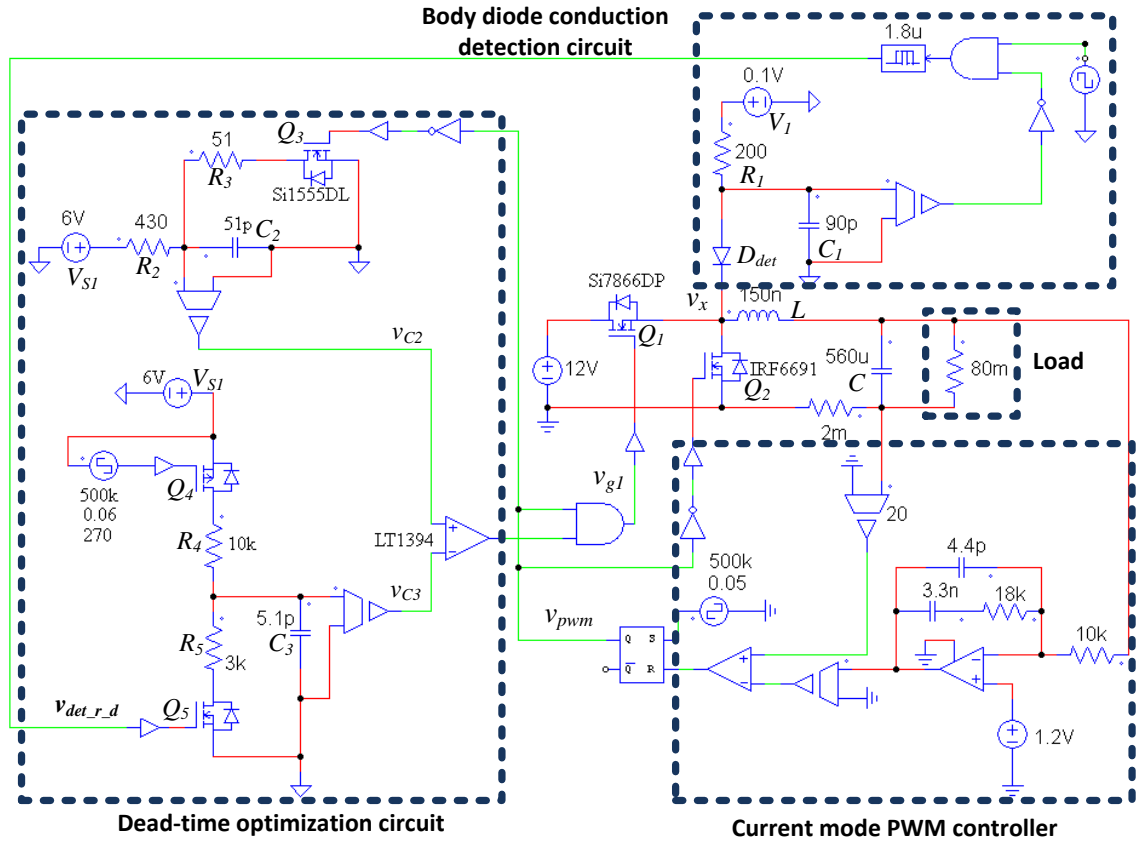 Body diode conduction
detection circuit
1.8u
0.1V
V1
200
R1
90p
C1
Ddet
Q3
51
R3
Si1555DL
6V
430
51p
C2
VS1
R2
vC2
6V
VS1
500k
0.06
270
Q4
R4
10k
LT1394
vC3
5.1p
C3
R5
3k
vdet_r_d
Q5
Dead-time optimization circuit
Si7866DP
vx
150n
L
Q1
12V
IRF6691
Q2
560u
C
80m
Load
2m
vg1
20
500k
0.05
4.4p
3.3n
18k
10k
vpwm
Q
S
Q
R
1.2V
Current mode PWM controller